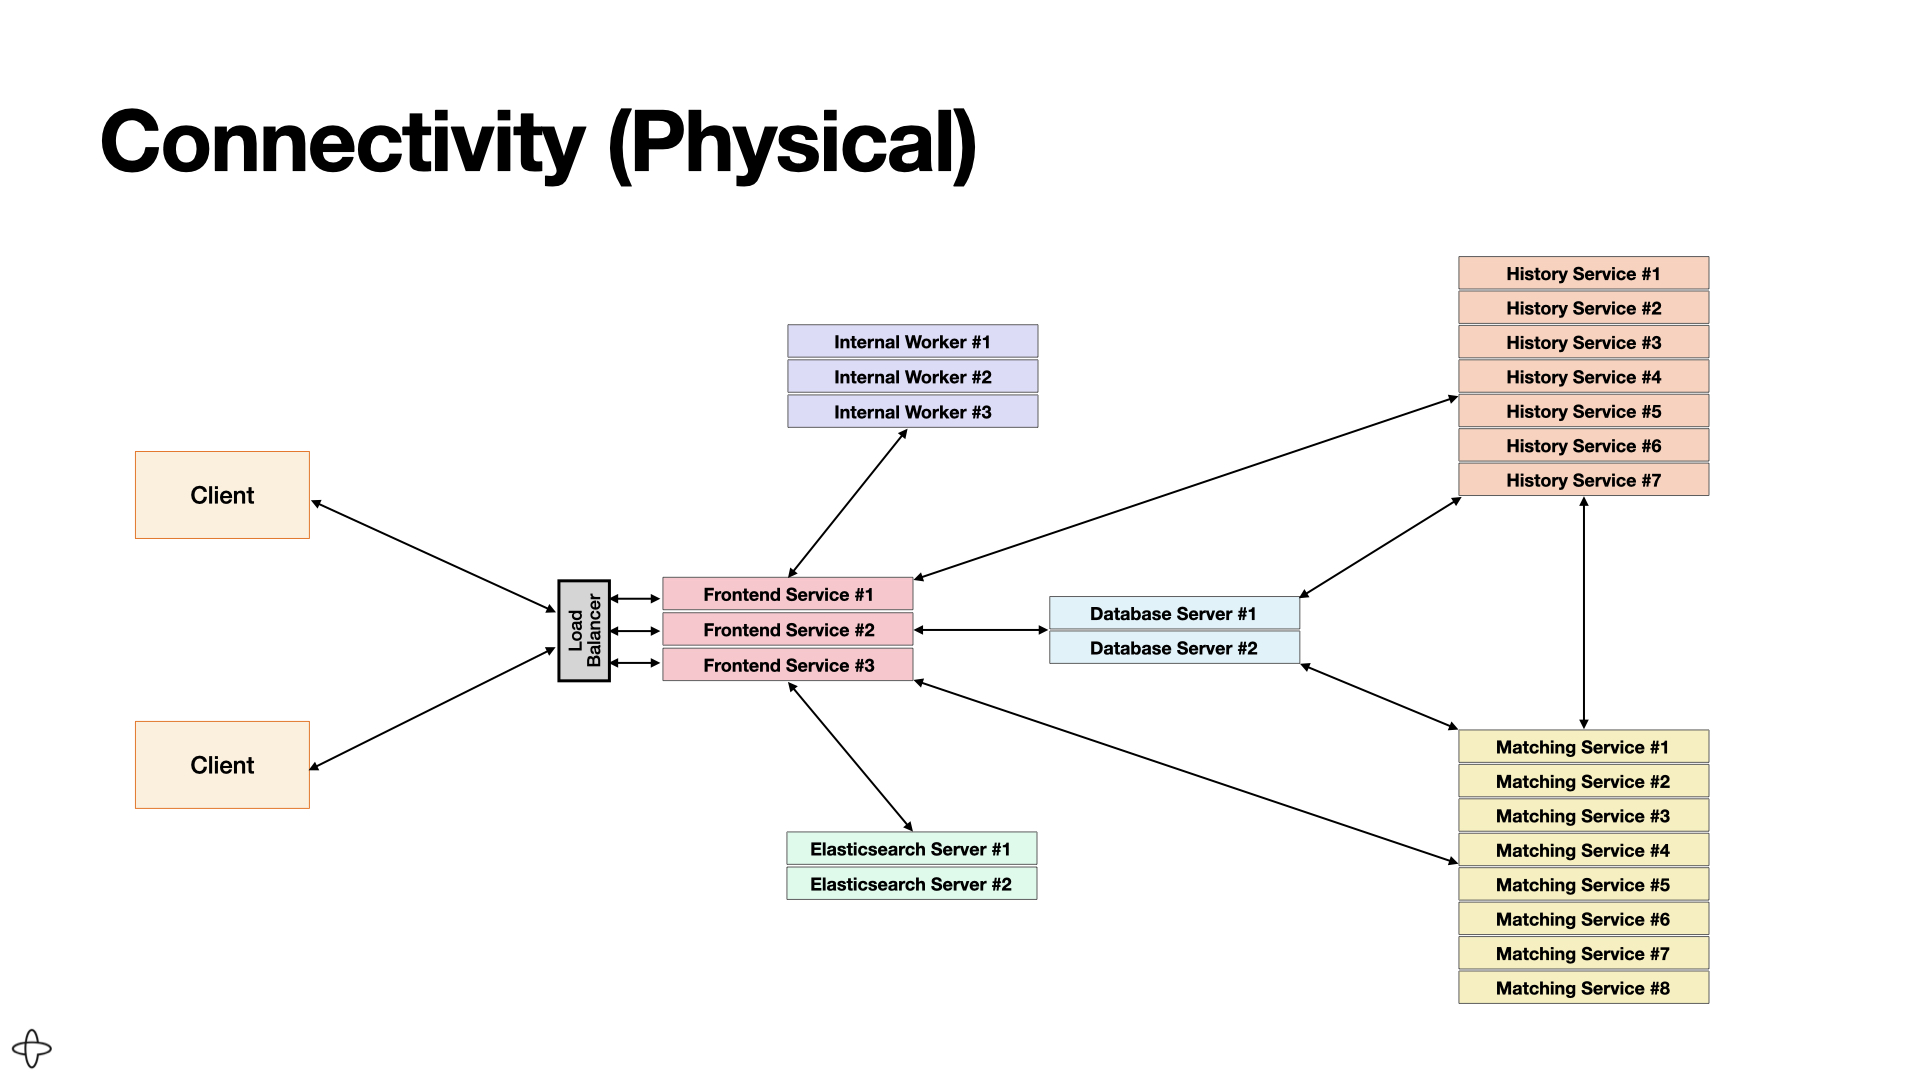 Connectivity (Physical)
History Service #1
History Service #2
History Service #3
History Service #4
History Service #5
History Service #6
History Service #7
Internal Worker #1
Internal Worker #2
Internal Worker #3
Client
Client
Load
Balancer
Frontend Service #1
Frontend Service #2
Frontend Service #3
Database Server #1
Database Server #2
Elasticsearch Server #1
Elasticsearch Server #2
Matching Service #1
Matching Service #2
Matching Service #3
Matching Service #4
Matching Service #5
Matching Service #6
Matching Service #7
Matching Service #8